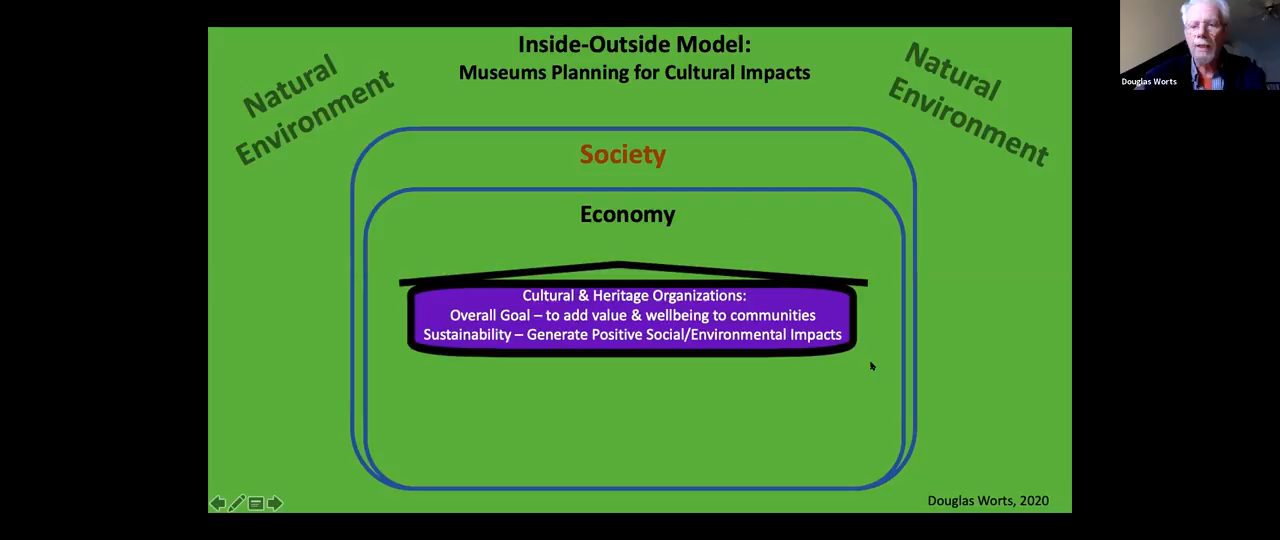 Inside-Outside Model:
Museums Planning for Cultural Impacts
Natural
Environment
Natural
Environment
Society
Economy
Cultural & Heritage Organizations:
Overall Goal – to add value & wellbeing to communities
Sustainability – Generate Positive Social/Environmental Impacts
Douglas Worts, 2020
Douglas Worts